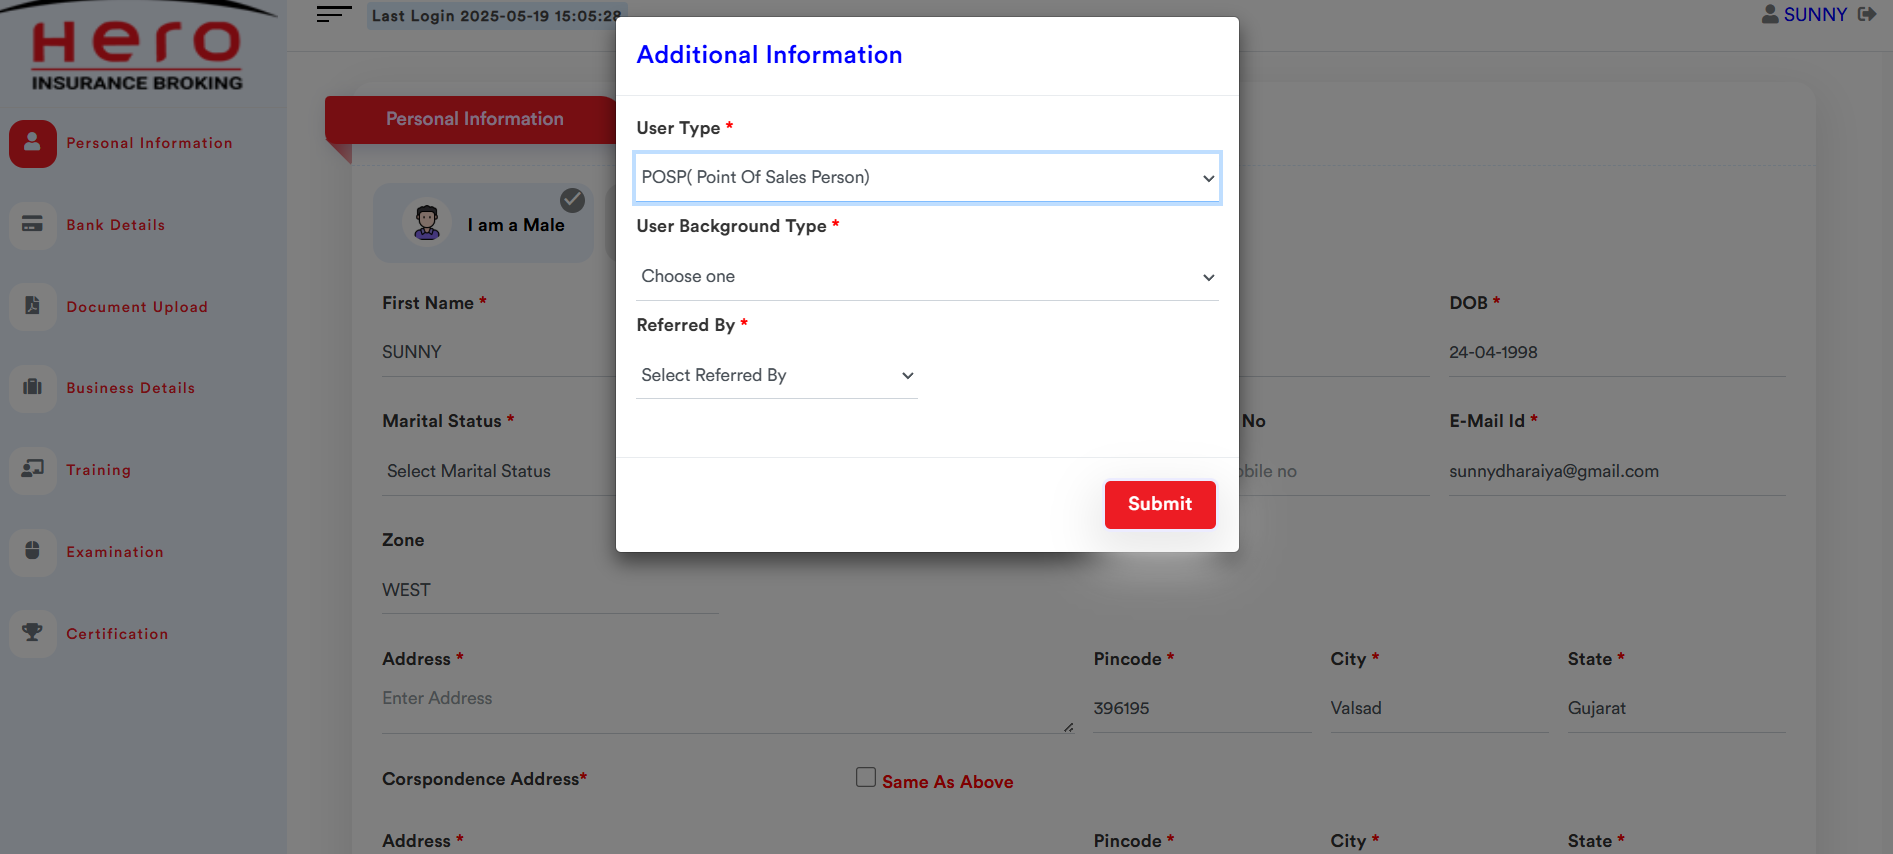 Hero
INSURANCE BROKING
Last Login 2025-05-19 15:05:28
SUNNY
Personal Information
Bank Details
Document Upload
Business Details
Training
Examination
Certification
Additional Information
User Type *
POSP( Point Of Sales Person)
User Background Type *
Choose one
Referred By *
Select Referred By
Submit
Personal Information
I am a Male
First Name *
DOB *
SUNNY
24-04-1998
Marital Status *
No
E-Mail Id *
Select Marital Status
obile no
sunnydharaiya@gmail.com
Zone
WEST
Address *
Pincode *
City *
State *
Enter Address
396195
Valsad
Gujarat
Corspondence Address*
Same As Above
Address *
Pincode *
City *
State *